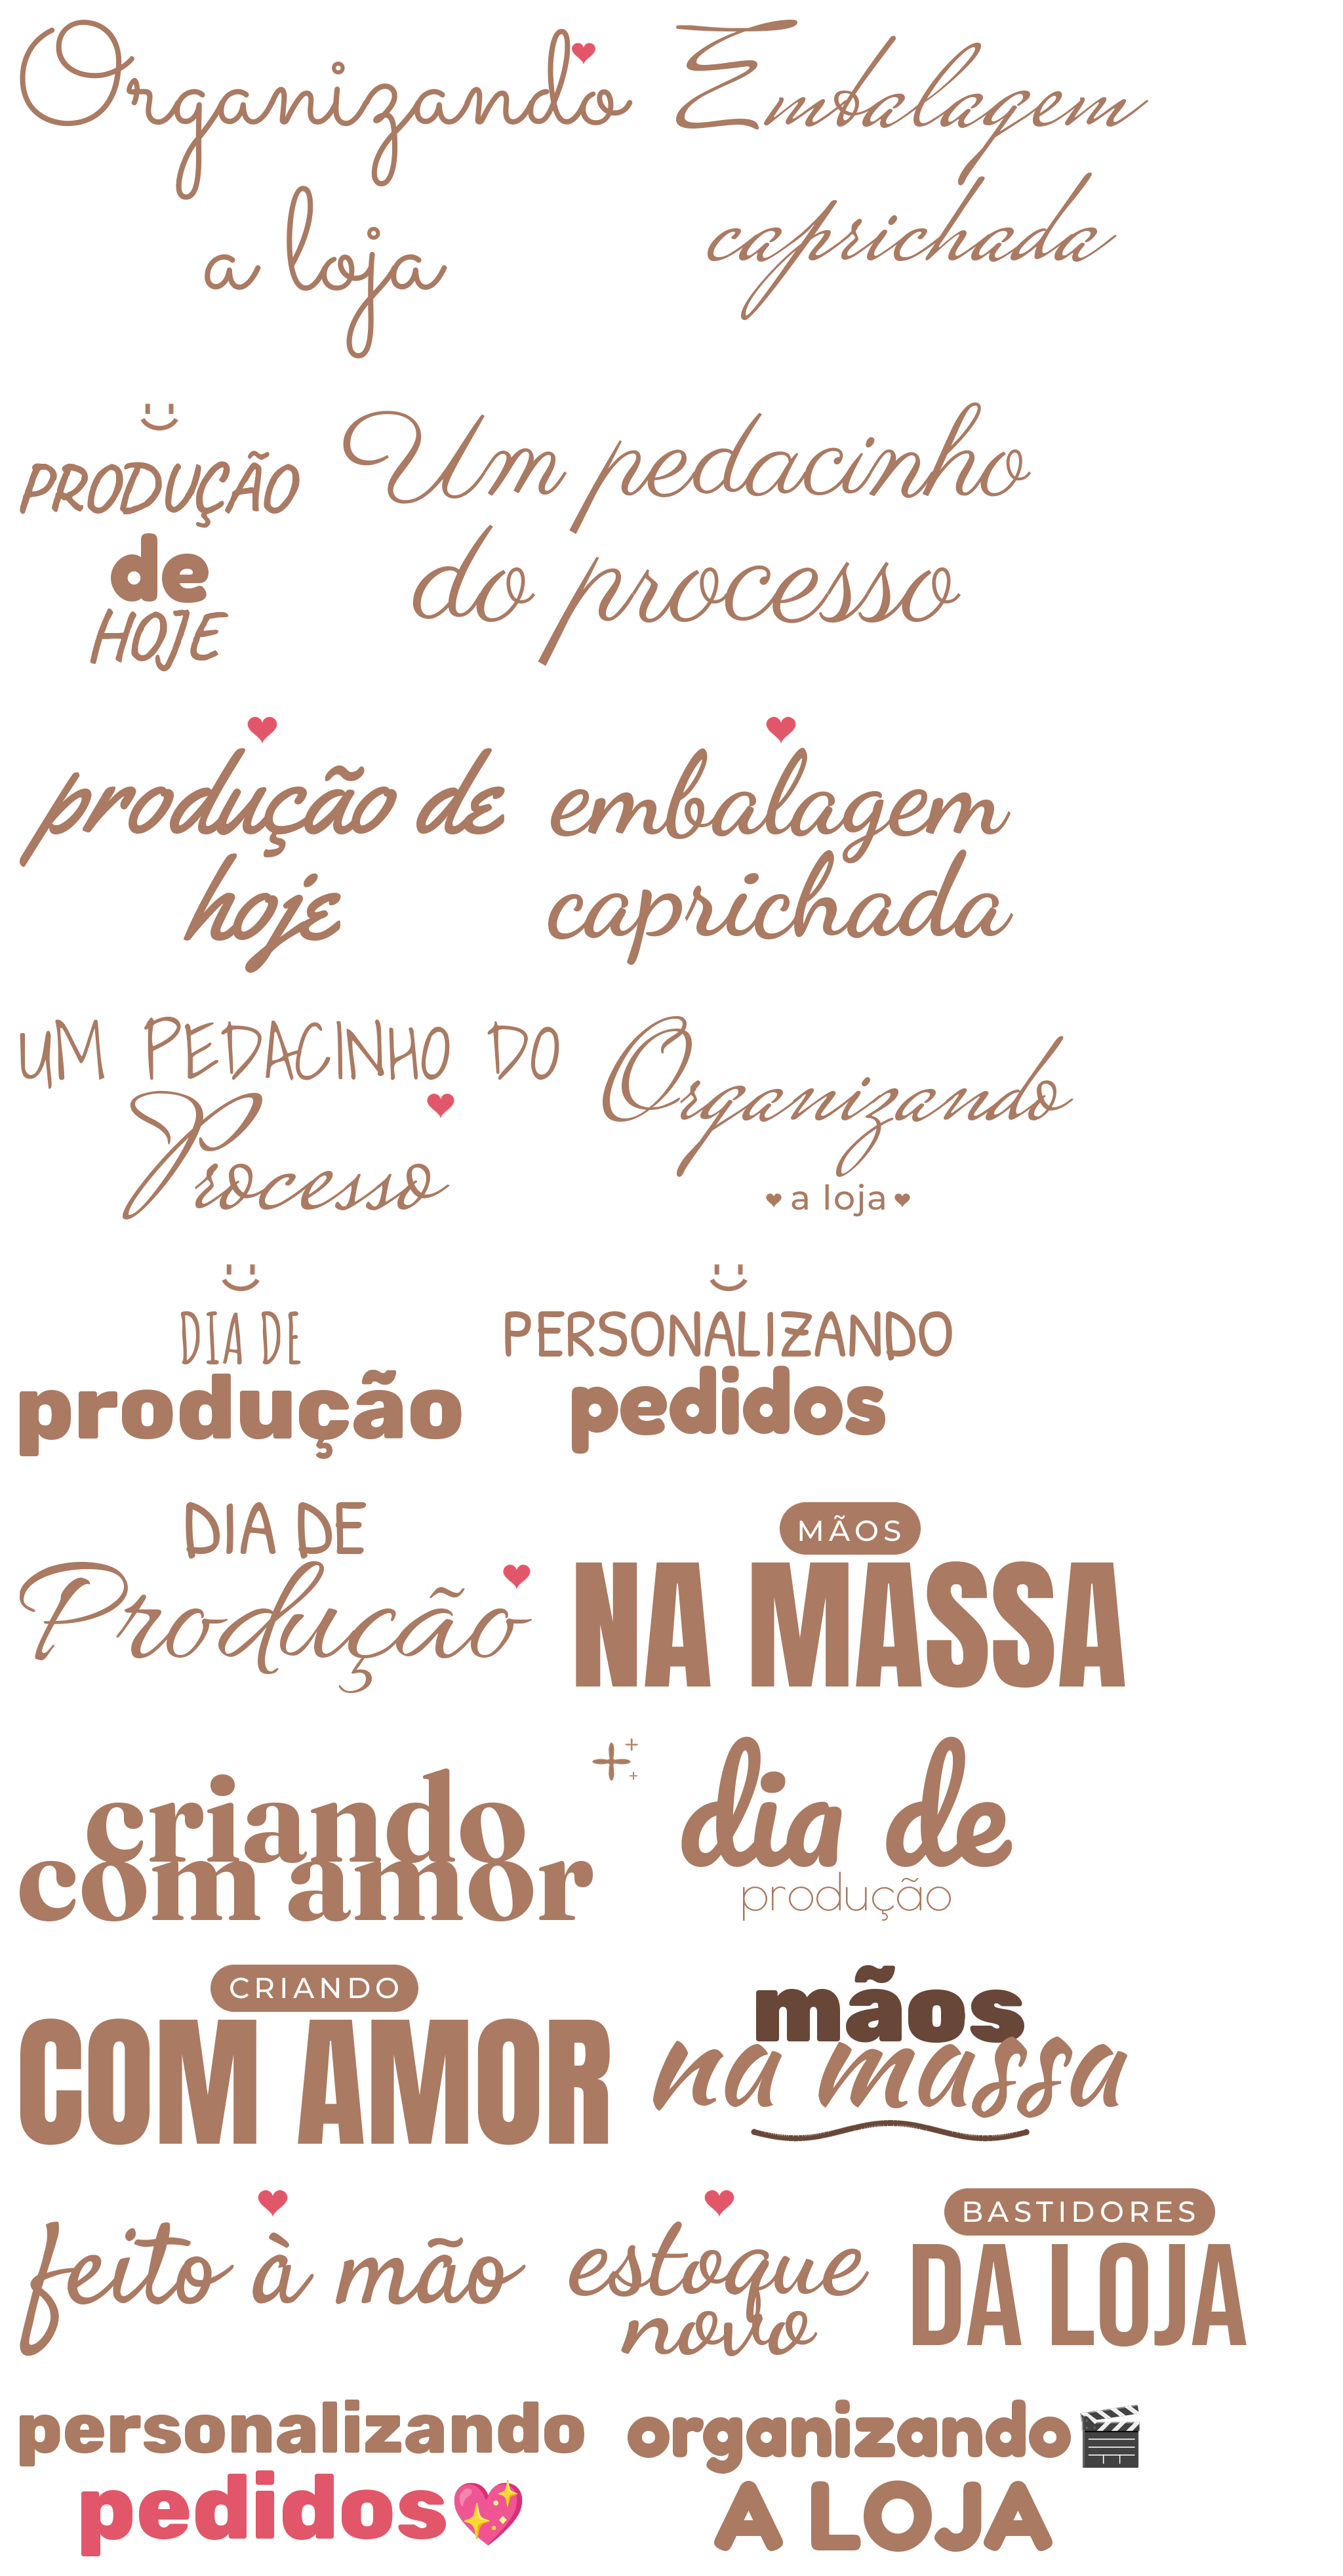 Organizando
a loja
Embalagem
caprichada
PRODUÇÃO
de
HOJE
Um pedacinho
do processo
produção de
hoje
embalagem
caprichada
UM PEDACINHO DO
Processo
Organizando
a loja
DIA DE
produção
PERSONALIZANDO
pedidos
DIA DE
Produção
MÃOS
NA MASSA
criando
com amor
dia de
produção
CRIANDO
COM AMOR
mãos
na massa
feito à mão
estoque
novo
BASTIDORES
DA LOJA
personalizando
pedidos
organizando
A LOJA